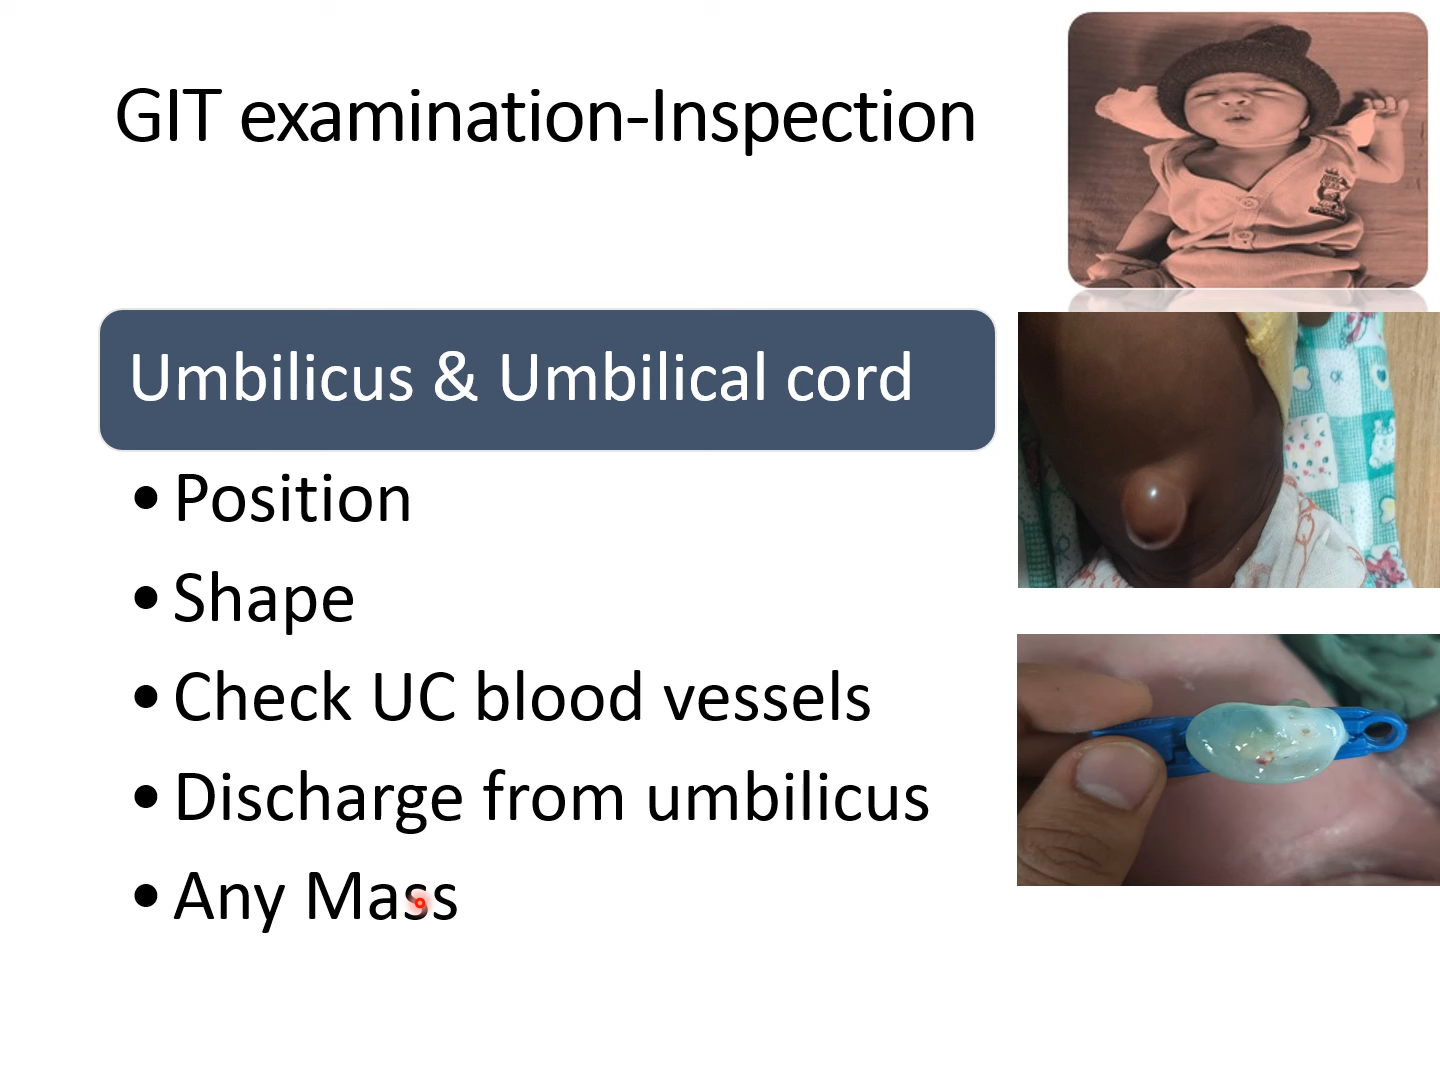 GIT examination-Inspection
Umbilicus & Umbilical cord
• Position
• Shape
• Check UC blood vessels
• Discharge from umbilicus
• Any Mass